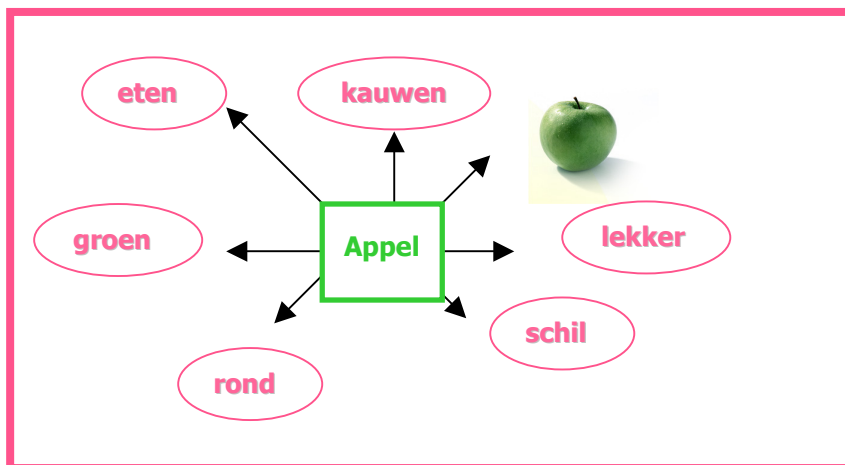 eten
kauwen
groen
Appel
lekker
schil
rond